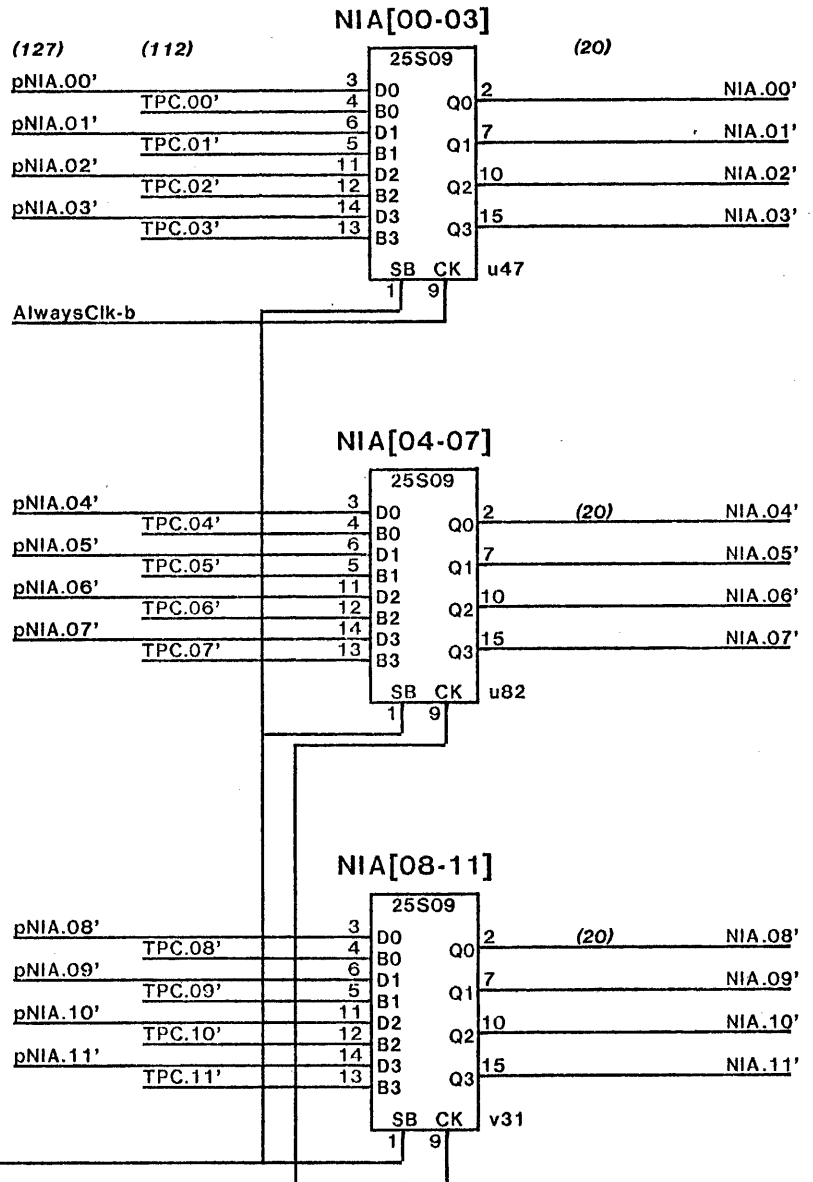 NIA[00-03]
(127) (112) 25S09 (20)
pNIA.00' 3 D0 Q0 2 NIA.00'
TPC.00' 4 B0
pNIA.01' 6 D1 Q1 7 NIA.01'
TPC.01' 5 B1
pNIA.02' 11 D2 Q2 10 NIA.02'
TPC.02' 12 B2
pNIA.03' 14 D3 Q3 15 NIA.03'
TPC.03' 13 B3
SB CK u47
1 9
AlwaysClk-b
NIA[04-07]
25S09
pNIA.04' 3 D0 Q0 2 (20) NIA.04'
TPC.04' 4 B0
pNIA.05' 6 D1 Q1 7 NIA.05'
TPC.05' 5 B1
pNIA.06' 11 D2 Q2 10 NIA.06'
TPC.06' 12 B2
pNIA.07' 14 D3 Q3 15 NIA.07'
TPC.07' 13 B3
SB CK u82
1 9
NIA[08-11]
25S09
pNIA.08' 3 D0 Q0 2 (20) NIA.08'
TPC.08' 4 B0
pNIA.09' 6 D1 Q1 7 NIA.09'
TPC.09' 5 B1
pNIA.10' 11 D2 Q2 10 NIA.10'
TPC.10' 12 B2
pNIA.11' 14 D3 Q3 15 NIA.11'
TPC.11' 13 B3
SB CK v31
1 9